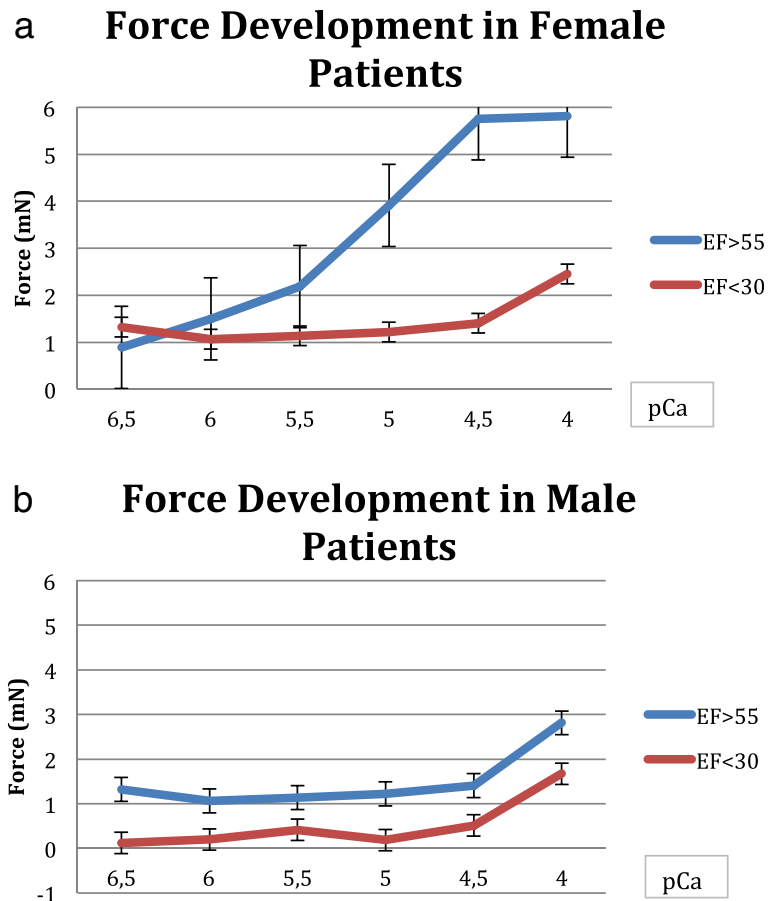 a
Force Development in Female
Patients
6
5
4
3
2
1
0
Force (mN)
6,5 6 5,5 5 4,5 4
EF>55
EF<30
pCa
b
Force Development in Male
Patients
6
5
4
3
2
1
0
-1
Force (mN)
6,5 6 5,5 5 4,5 4
EF>55
EF<30
pCa